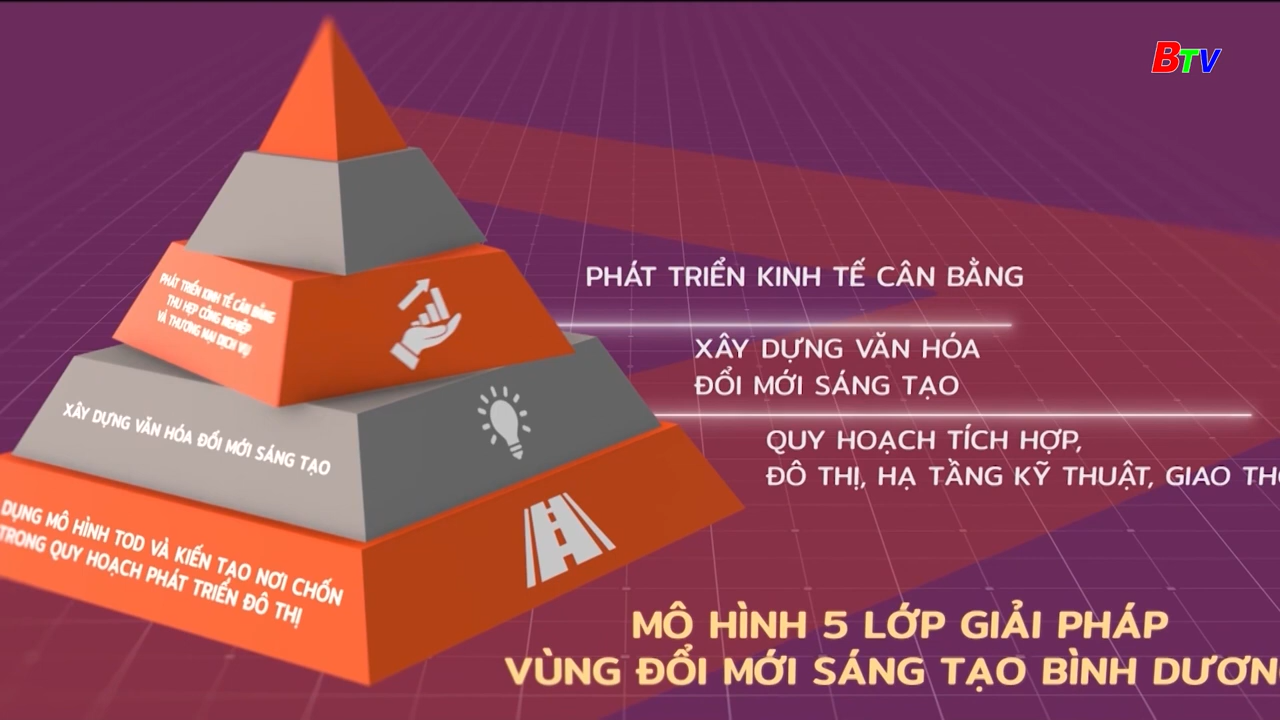 BTV
PHÁT TRIỂN KINH TẾ CÂN BẰNG
THU HẸP CÔNG NGHIỆP
VÀ THƯƠNG MẠI DỊCH VỤ
XÂY DỰNG VĂN HÓA ĐỔI MỚI SÁNG TẠO
DỤNG MÔ HÌNH TOD VÀ KIẾN TẠO NƠI CHỐN
TRONG QUY HOẠCH PHÁT TRIỂN ĐÔ THỊ
PHÁT TRIỂN KINH TẾ CÂN BẰNG
XÂY DỰNG VĂN HÓA
ĐỔI MỚI SÁNG TẠO
QUY HOẠCH TÍCH HỢP,
ĐÔ THỊ, HẠ TẦNG KỸ THUẬT, GIAO
MÔ HÌNH 5 LỚP GIẢI PHÁP
VÙNG ĐỔI MỚI SÁNG TẠO BÌNH DƯƠN